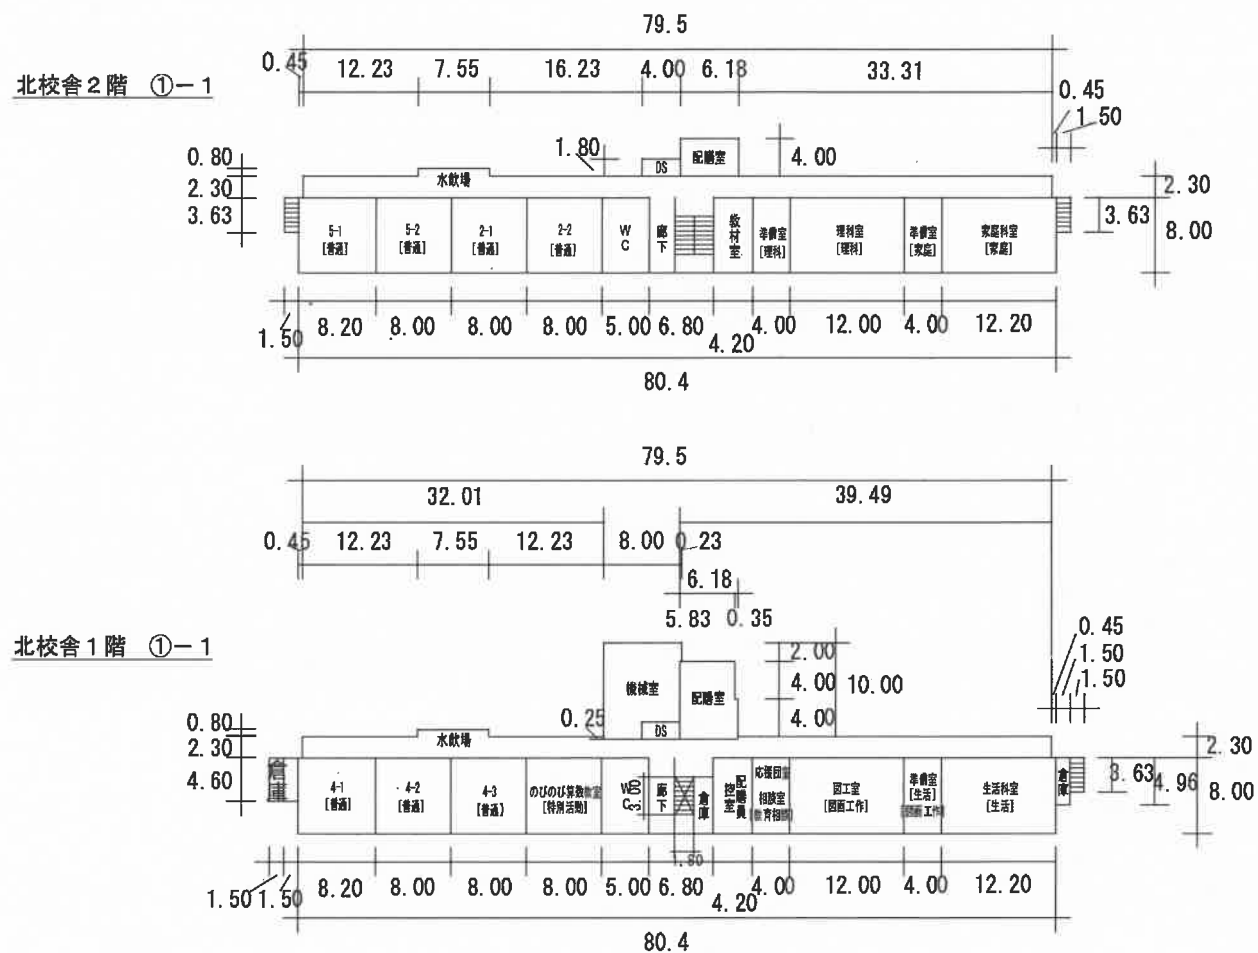 79.5
0.45 12.23 7.55 16.23 4.00 6.18 33.31
北校舎2階 ①-1
0.45
1.50
1.80
DS
配膳室
4.00
0.80
2.30
3.63
水飲場
2.30
3.63
8.00
5-1
[普通]
5-2
[普通]
2-1
[普通]
2-2
[普通]
WC
廊下
教材室
準備室
[理科]
理科室
[理科]
準備室
[家庭]
家庭科室
[家庭]
1.50 8.20 8.00 8.00 8.00 5.00 6.80 4.20 4.00 12.00 4.00 12.20
80.4
79.5
32.01 39.49
0.45 12.23 7.55 12.23 8.00 0.23
6.18
5.83 0.35
北校舎1階 ①-1
0.45
1.50
1.50
2.00
4.00
4.00
10.00
機械室
配膳室
DS
0.25
0.80
2.30
4.60
水飲場
2.30
3.63
4.96
8.00
倉庫
4-1
[普通]
4-2
[普通]
4-3
[普通]
のびのび算数教室
[特別活動]
WC
3.00
廊下
倉庫
配膳員
控室
応援団室
相談室
[教育相談]
図工室
[図画工作]
準備室
[生活]
[図画工作]
生活科室
[生活]
倉庫
1.80
1.50 1.50 8.20 8.00 8.00 8.00 5.00 6.80 4.20 4.00 12.00 4.00 12.20
80.4